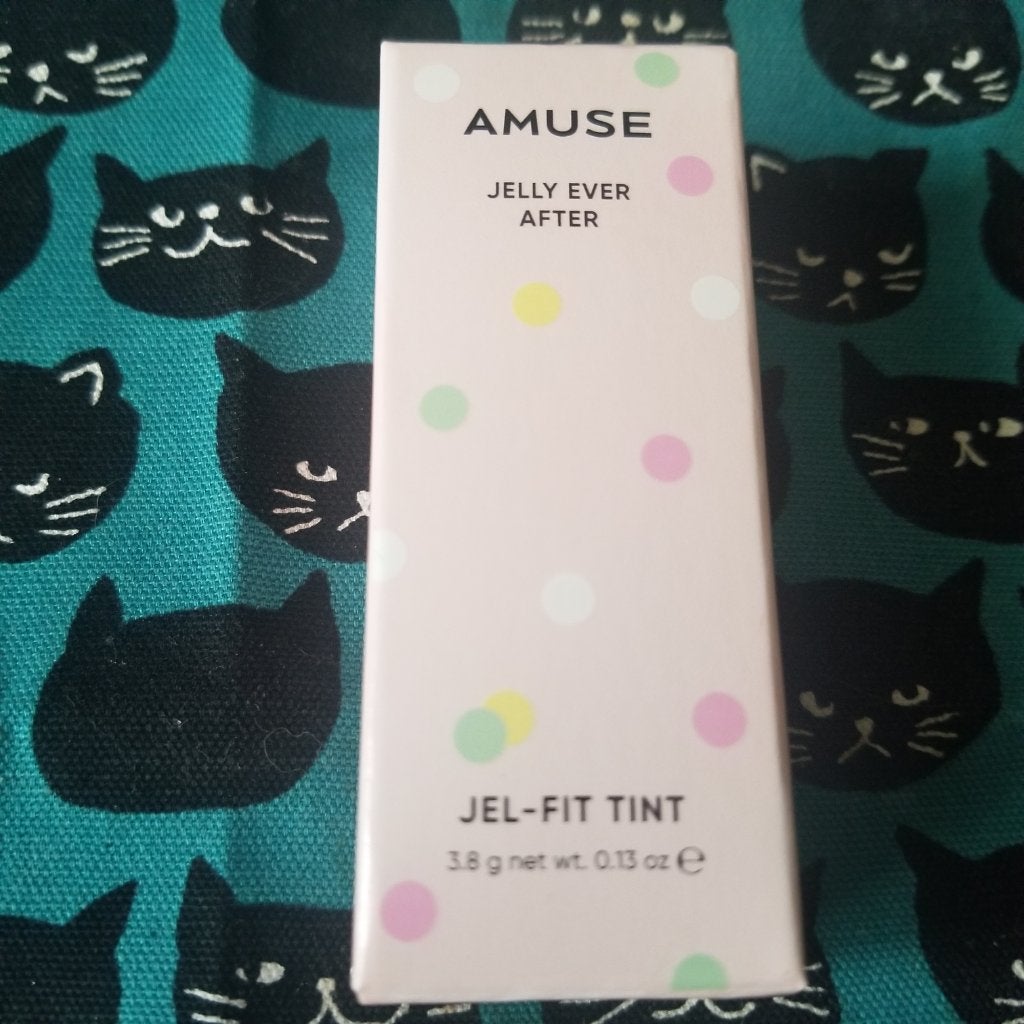 AMUSE
JELLY EVER
AFTER
JEL-FIT TINT
3.8 g net wt. 0.13 oz ℮